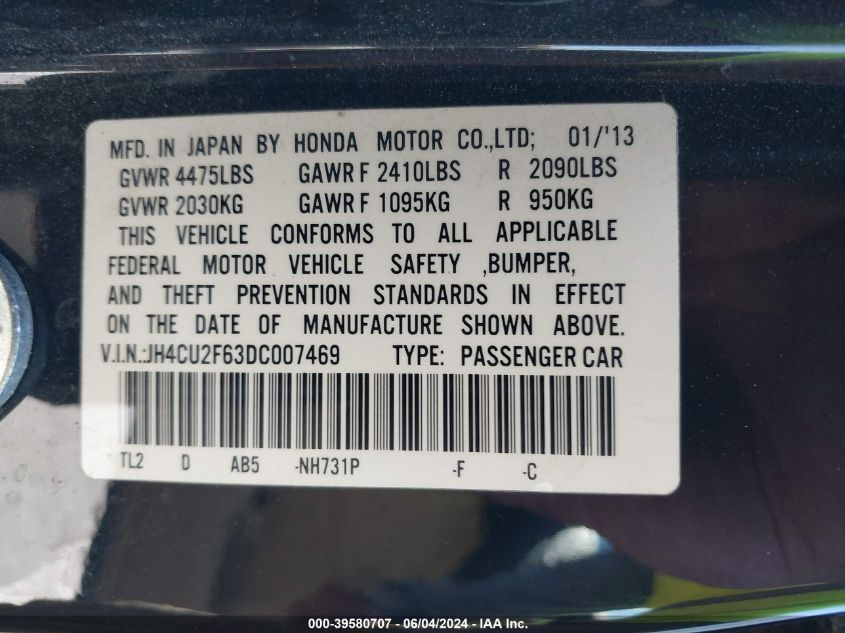 MFD. IN JAPAN BY HONDA MOTOR CO.,LTD; 01/'13
GVWR 4475LBS GAWR F 2410LBS R 2090LBS
GVWR 2030KG GAWR F 1095KG R 950KG
THIS VEHICLE CONFORMS TO ALL APPLICABLE
FEDERAL MOTOR VEHICLE SAFETY ,BUMPER,
AND THEFT PREVENTION STANDARDS IN EFFECT
ON THE DATE OF MANUFACTURE SHOWN ABOVE.
V.I.N.:JH4CU2F63DC007469 TYPE: PASSENGER CAR
TL2 D AB5 -NH731P -F -C
000-39580707 - 06/04/2024 - IAA Inc.